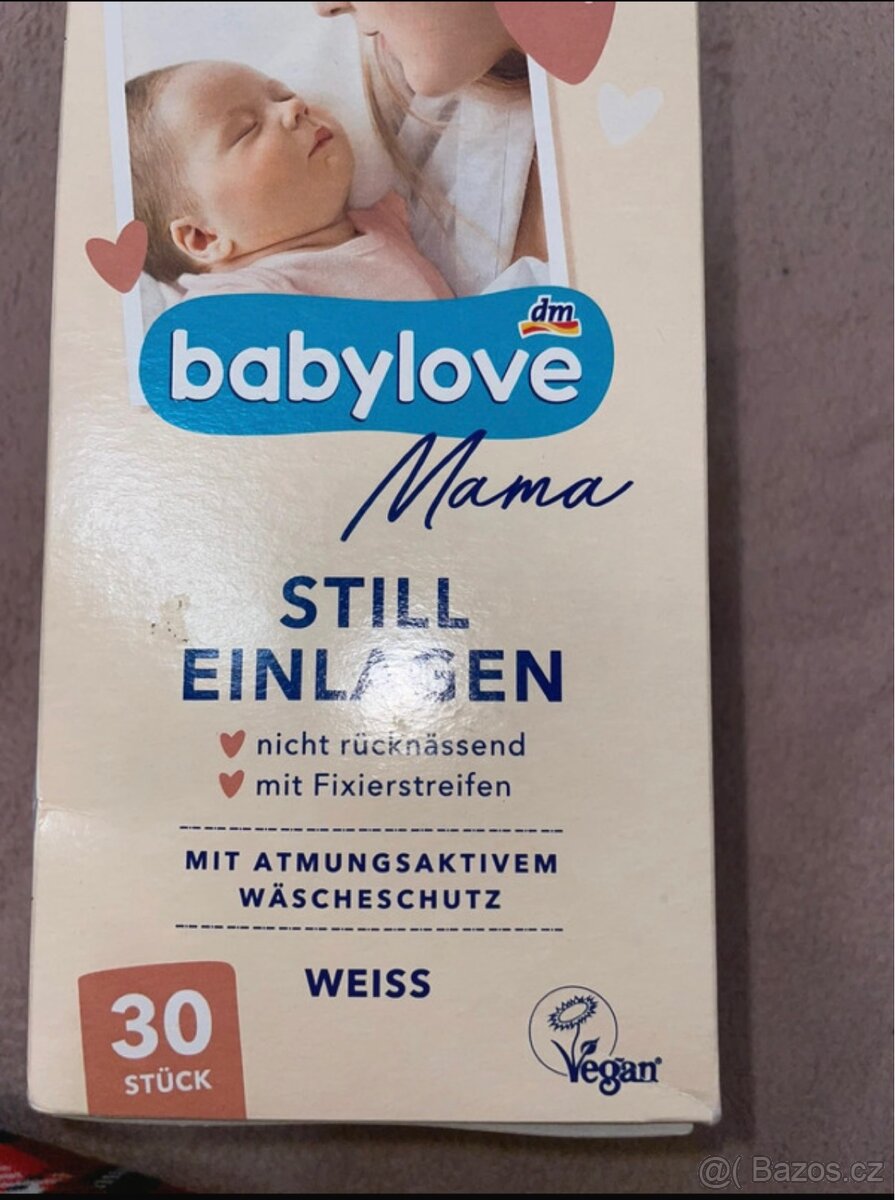 dm
babylove
Mama
STILL
EINLAGEN
nicht rücknässend
mit Fixierstreifen
MIT ATMUNGSAKTIVEM
WÄSCHESCHUTZ
WEISS
30
STÜCK
Vegan
@( Bazos.cz